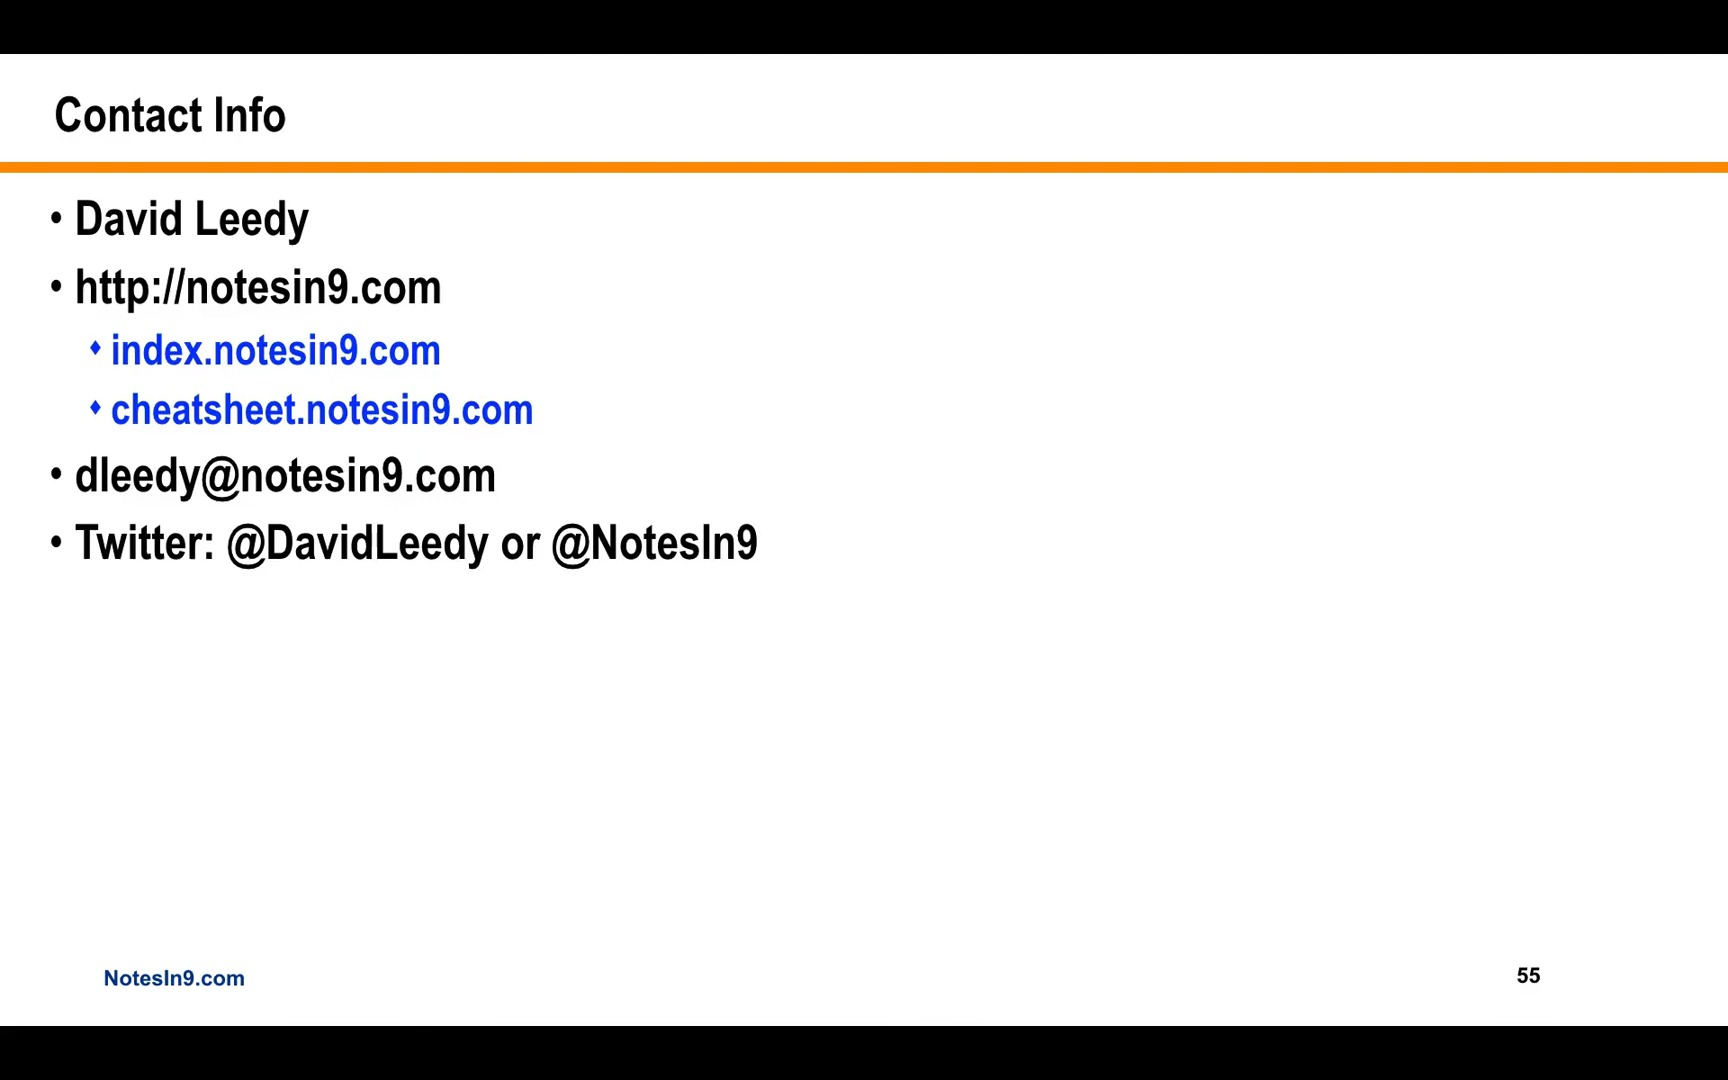 Contact Info
• David Leedy
• http://notesin9.com
♦ index.notesin9.com
♦ cheatsheet.notesin9.com
• dleedy@notesin9.com
• Twitter: @DavidLeedy or @NotesIn9
NotesIn9.com
55